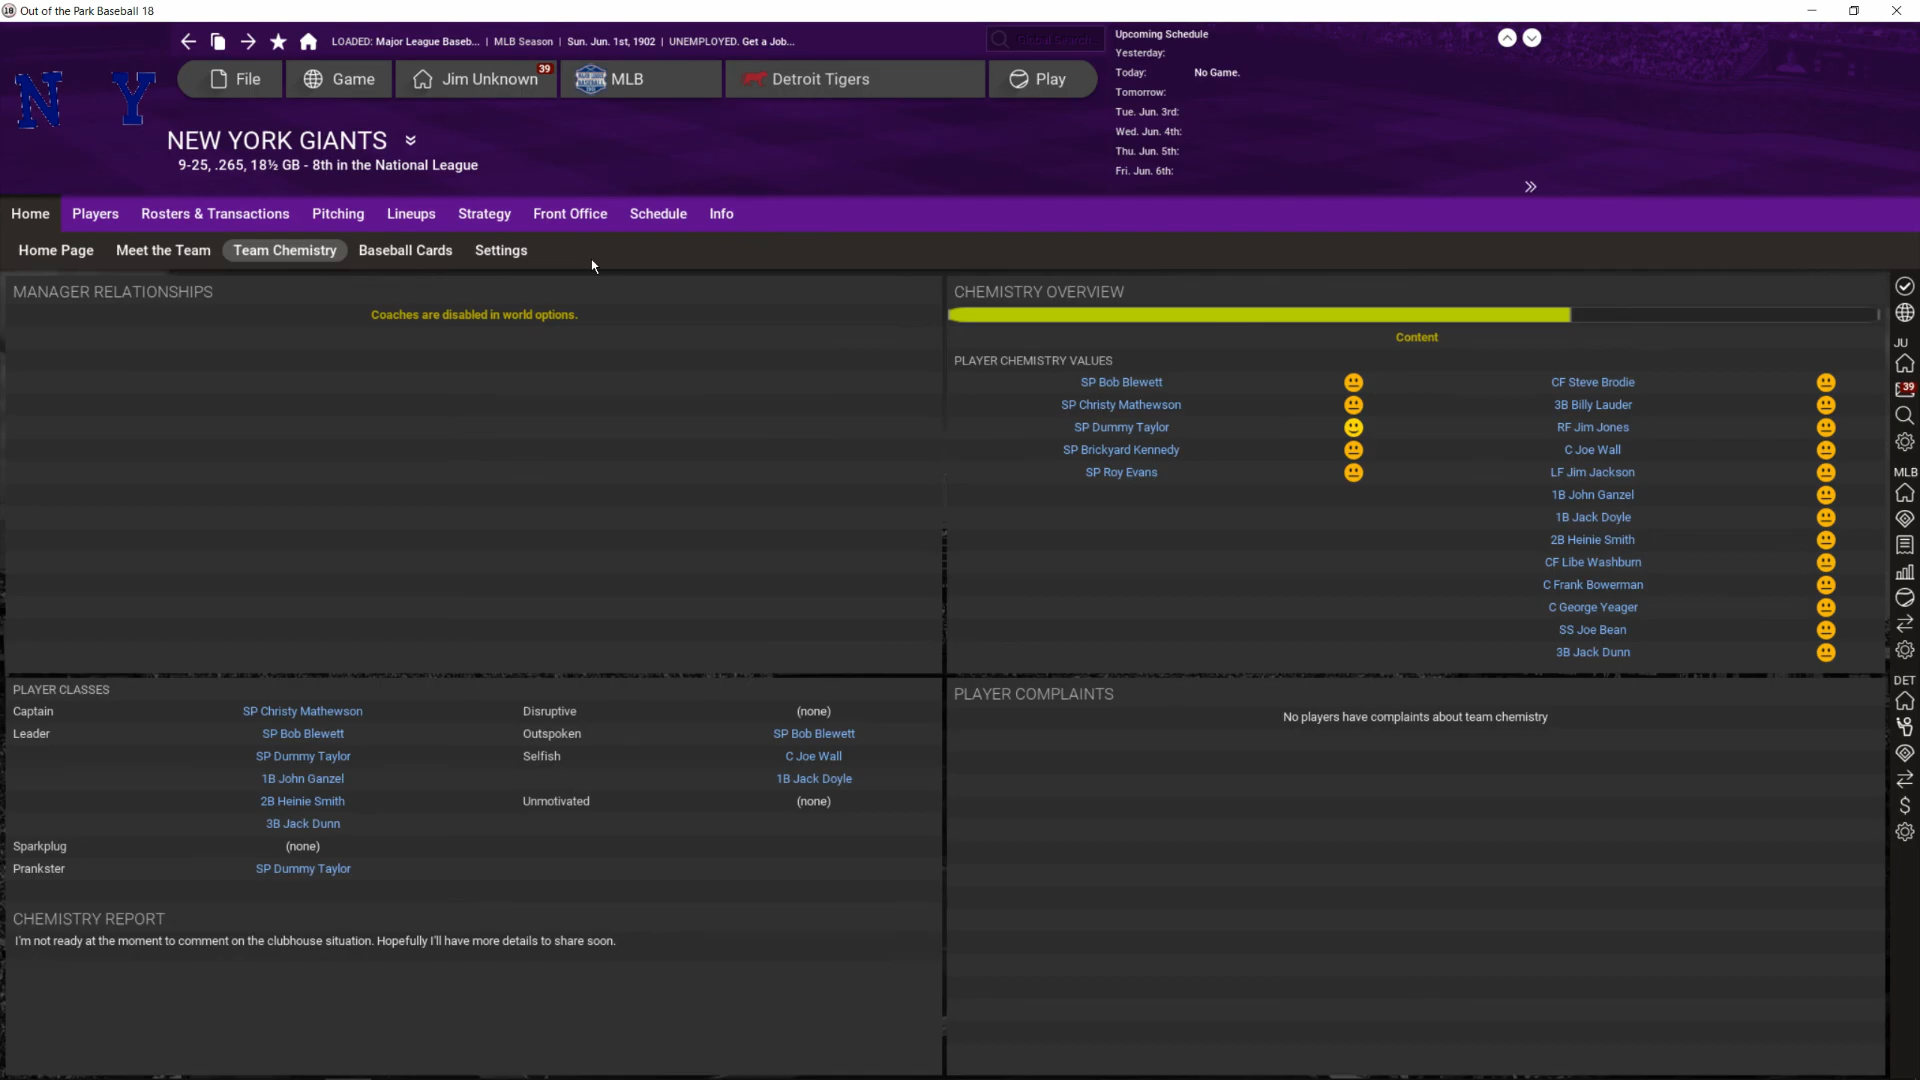 Out of the Park Baseball 18
LOADED: Major League Baseb... | MLB Season | Sun. Jun. 1st, 1902 | UNEMPLOYED. Get a Job...
Global Search
File
Game
Jim Unknown 39
MLB
Detroit Tigers
Play
Upcoming Schedule
Yesterday:
Today: No Game.
Tomorrow:
Tue. Jun. 3rd:
Wed. Jun. 4th:
Thu. Jun. 5th:
Fri. Jun. 6th:
N Y
NEW YORK GIANTS
9-25, .265, 18½ GB - 8th in the National League
Home Players Rosters & Transactions Pitching Lineups Strategy Front Office Schedule Info
Home Page Meet the Team Team Chemistry Baseball Cards Settings
MANAGER RELATIONSHIPS
Coaches are disabled in world options.
CHEMISTRY OVERVIEW
Content
PLAYER CHEMISTRY VALUES
SP Bob Blewett CF Steve Brodie
SP Christy Mathewson 3B Billy Lauder
SP Dummy Taylor RF Jim Jones
SP Brickyard Kennedy C Joe Wall
SP Roy Evans LF Jim Jackson
1B John Ganzel
1B Jack Doyle
2B Heinie Smith
CF Libe Washburn
C Frank Bowerman
C George Yeager
SS Joe Bean
3B Jack Dunn
PLAYER CLASSES
Captain SP Christy Mathewson Disruptive (none)
Leader SP Bob Blewett Outspoken SP Bob Blewett
SP Dummy Taylor Selfish C Joe Wall
1B John Ganzel 1B Jack Doyle
2B Heinie Smith Unmotivated (none)
3B Jack Dunn
Sparkplug (none)
Prankster SP Dummy Taylor
CHEMISTRY REPORT
I'm not ready at the moment to comment on the clubhouse situation. Hopefully I'll have more details to share soon.
PLAYER COMPLAINTS
No players have complaints about team chemistry
JU
39
MLB
DET